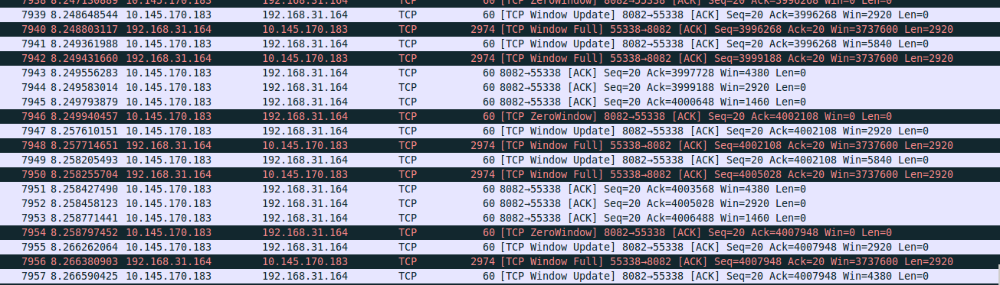 7938 8.247130889 10.145.170.183 192.168.31.164 TCP 60 [TCP ZeroWindow] 8082→55338 [ACK] Seq=20 Ack=3996268 Win=0 Len=0
7939 8.248648544 10.145.170.183 192.168.31.164 TCP 60 [TCP Window Update] 8082→55338 [ACK] Seq=20 Ack=3996268 Win=2920 Len=0
7940 8.248803117 192.168.31.164 10.145.170.183 TCP 2974 [TCP Window Full] 55338→8082 [ACK] Seq=3996268 Ack=20 Win=3737600 Len=2920
7941 8.249361988 10.145.170.183 192.168.31.164 TCP 60 [TCP Window Update] 8082→55338 [ACK] Seq=20 Ack=3996268 Win=5840 Len=0
7942 8.249431660 192.168.31.164 10.145.170.183 TCP 2974 [TCP Window Full] 55338→8082 [ACK] Seq=3999188 Ack=20 Win=3737600 Len=2920
7943 8.249556283 10.145.170.183 192.168.31.164 TCP 60 8082→55338 [ACK] Seq=20 Ack=3997728 Win=4380 Len=0
7944 8.249583014 10.145.170.183 192.168.31.164 TCP 60 8082→55338 [ACK] Seq=20 Ack=3999188 Win=2920 Len=0
7945 8.249793879 10.145.170.183 192.168.31.164 TCP 60 8082→55338 [ACK] Seq=20 Ack=4000648 Win=1460 Len=0
7946 8.249940457 10.145.170.183 192.168.31.164 TCP 60 [TCP ZeroWindow] 8082→55338 [ACK] Seq=20 Ack=4002108 Win=0 Len=0
7947 8.257610151 10.145.170.183 192.168.31.164 TCP 60 [TCP Window Update] 8082→55338 [ACK] Seq=20 Ack=4002108 Win=2920 Len=0
7948 8.257714651 192.168.31.164 10.145.170.183 TCP 2974 [TCP Window Full] 55338→8082 [ACK] Seq=4002108 Ack=20 Win=3737600 Len=2920
7949 8.258205493 10.145.170.183 192.168.31.164 TCP 60 [TCP Window Update] 8082→55338 [ACK] Seq=20 Ack=4002108 Win=5840 Len=0
7950 8.258255704 192.168.31.164 10.145.170.183 TCP 2974 [TCP Window Full] 55338→8082 [ACK] Seq=4005028 Ack=20 Win=3737600 Len=2920
7951 8.258427490 10.145.170.183 192.168.31.164 TCP 60 8082→55338 [ACK] Seq=20 Ack=4003568 Win=4380 Len=0
7952 8.258458123 10.145.170.183 192.168.31.164 TCP 60 8082→55338 [ACK] Seq=20 Ack=4005028 Win=2920 Len=0
7953 8.258771441 10.145.170.183 192.168.31.164 TCP 60 8082→55338 [ACK] Seq=20 Ack=4006488 Win=1460 Len=0
7954 8.258797452 10.145.170.183 192.168.31.164 TCP 60 [TCP ZeroWindow] 8082→55338 [ACK] Seq=20 Ack=4007948 Win=0 Len=0
7955 8.266262064 10.145.170.183 192.168.31.164 TCP 60 [TCP Window Update] 8082→55338 [ACK] Seq=20 Ack=4007948 Win=2920 Len=0
7956 8.266380903 192.168.31.164 10.145.170.183 TCP 2974 [TCP Window Full] 55338→8082 [ACK] Seq=4007948 Ack=20 Win=3737600 Len=2920
7957 8.266590425 10.145.170.183 192.168.31.164 TCP 60 [TCP Window Update] 8082→55338 [ACK] Seq=20 Ack=4007948 Win=4380 Len=0